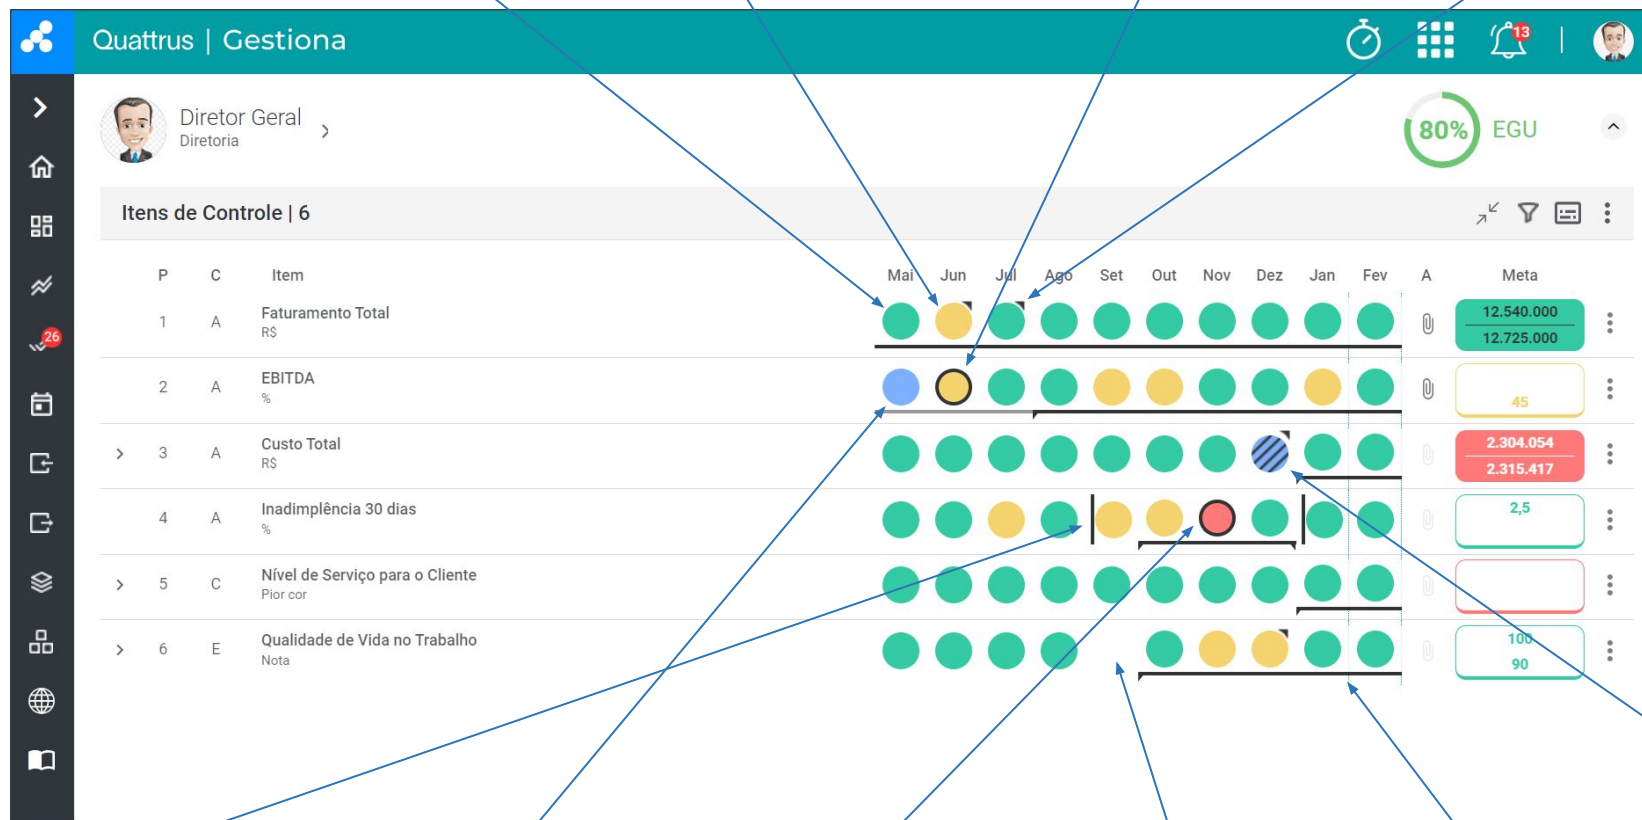 Quattrus | Gestiona
13
Diretor Geral
Diretoria
80% EGU
Itens de Controle | 6
P C Item Mai Jun Jul Ago Set Out Nov Dez Jan Fev A Meta
1 A Faturamento Total
R$
12.540.000
12.725.000
26
2 A EBITDA
%
45
3 A Custo Total
R$
2.304.054
2.315.417
4 A Inadimplência 30 dias
%
2,5
5 C Nível de Serviço para o Cliente
Pior cor
6 E Qualidade de Vida no Trabalho
Nota
100
90